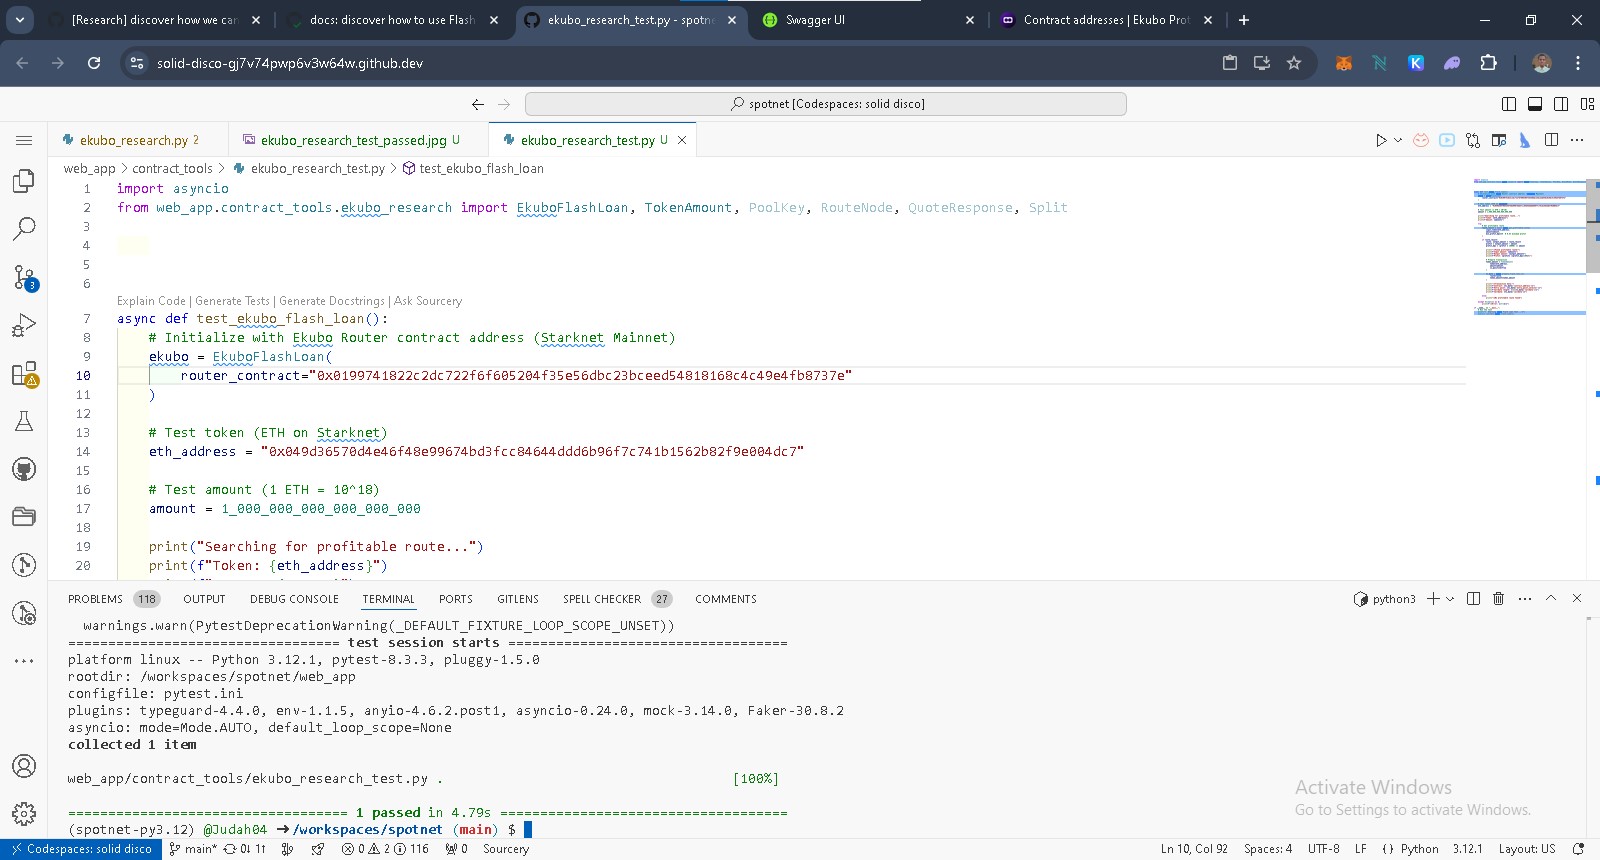 [Research] discover how we can
docs: discover how to use Flash
ekubo_research_test.py - spotne
Swagger UI
Contract addresses | Ekubo Prot
solid-disco-gj7v74pwp6v3w64w.github.dev
spotnet [Codespaces: solid disco]
ekubo_research.py 2
ekubo_research_test_passed.jpg U
ekubo_research_test.py U
web_app > contract_tools > ekubo_research_test.py > test_ekubo_flash_loan
1 import asyncio
2 from web_app.contract_tools.ekubo_research import EkuboFlashLoan, TokenAmount, PoolKey, RouteNode, QuoteResponse, Split
3
4
5
6
Explain Code | Generate Tests | Generate Docstrings | Ask Sourcery
7 async def test_ekubo_flash_loan():
8 # Initialize with Ekubo Router contract address (Starknet Mainnet)
9 ekubo = EkuboFlashLoan(
10 router_contract="0x0199741822c2dc722f6f605204f35e56dbc23bceed54818168c4c49e4fb8737e"
11 )
12
13 # Test token (ETH on Starknet)
14 eth_address = "0x049d36570d4e46f48e99674bd3fcc84644ddd6b96f7c741b1562b82f9e004dc7"
15
16 # Test amount (1 ETH = 10^18)
17 amount = 1_000_000_000_000_000_000
18
19 print("Searching for profitable route...")
20 print(f"Token: {eth_address}")
PROBLEMS 118 OUTPUT DEBUG CONSOLE TERMINAL PORTS GITLENS SPELL CHECKER 27 COMMENTS
python3
warnings.warn(PytestDeprecationWarning(_DEFAULT_FIXTURE_LOOP_SCOPE_UNSET))
================================== test session starts ===================================
platform linux -- Python 3.12.1, pytest-8.3.3, pluggy-1.5.0
rootdir: /workspaces/spotnet/web_app
configfile: pytest.ini
plugins: typeguard-4.4.0, env-1.1.5, anyio-4.6.2.post1, asyncio-0.24.0, mock-3.14.0, Faker-30.8.2
asyncio: mode=Mode.AUTO, default_loop_scope=None
collected 1 item
web_app/contract_tools/ekubo_research_test.py . [100%]
=================================== 1 passed in 4.79s ====================================
(spotnet-py3.12) @Judah04 ➜/workspaces/spotnet (main) $
Activate Windows
Go to Settings to activate Windows.
3
Codespaces: solid disco main* 0↓ 1↑ 0 2 116 0 Sourcery
Ln 10, Col 92 Spaces: 4 UTF-8 LF { } Python 3.12.1 Layout: US